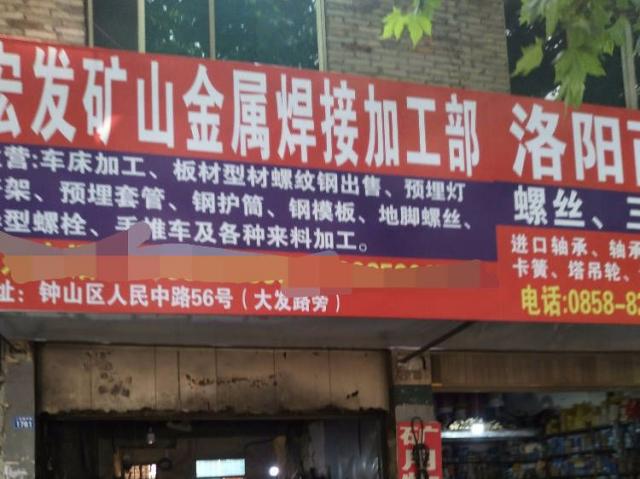 宏发矿山金属焊接加工部
营:车床加工、板材型材螺纹钢出售、预埋灯
架、预埋套管、钢护筒、钢模板、地脚螺丝、
型螺栓、手推车及各种来料加工。
址：钟山区人民中路56号（大发路旁）
洛阳
螺丝、
进口轴承、轴
卡簧、塔吊轮、
电话:0858-8
1761
矿
用